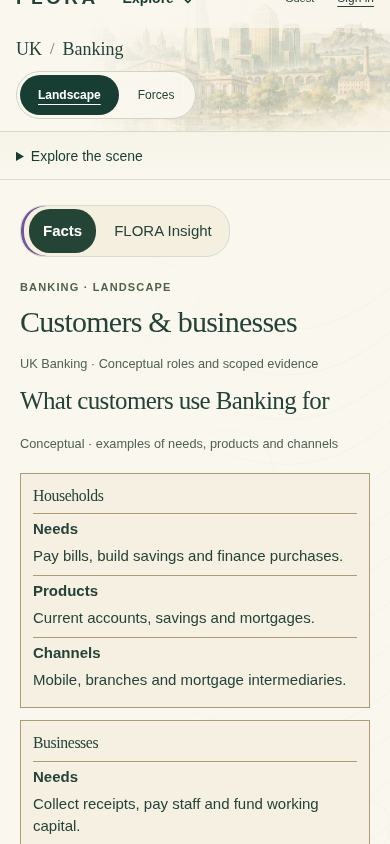 FLORA Explore Guest Sign in
UK / Banking
Landscape Forces
Explore the scene
Facts FLORA Insight
BANKING · LANDSCAPE
Customers & businesses
UK Banking · Conceptual roles and scoped evidence
What customers use Banking for
Conceptual · examples of needs, products and channels
Households
Needs
Pay bills, build savings and finance purchases.
Products
Current accounts, savings and mortgages.
Channels
Mobile, branches and mortgage intermediaries.
Businesses
Needs
Collect receipts, pay staff and fund working
capital.